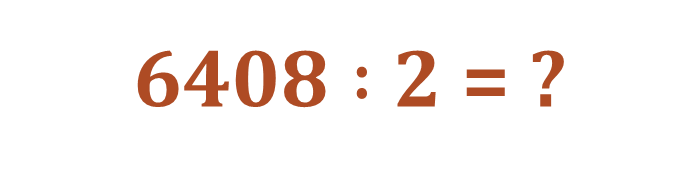 6408 : 2 = ?